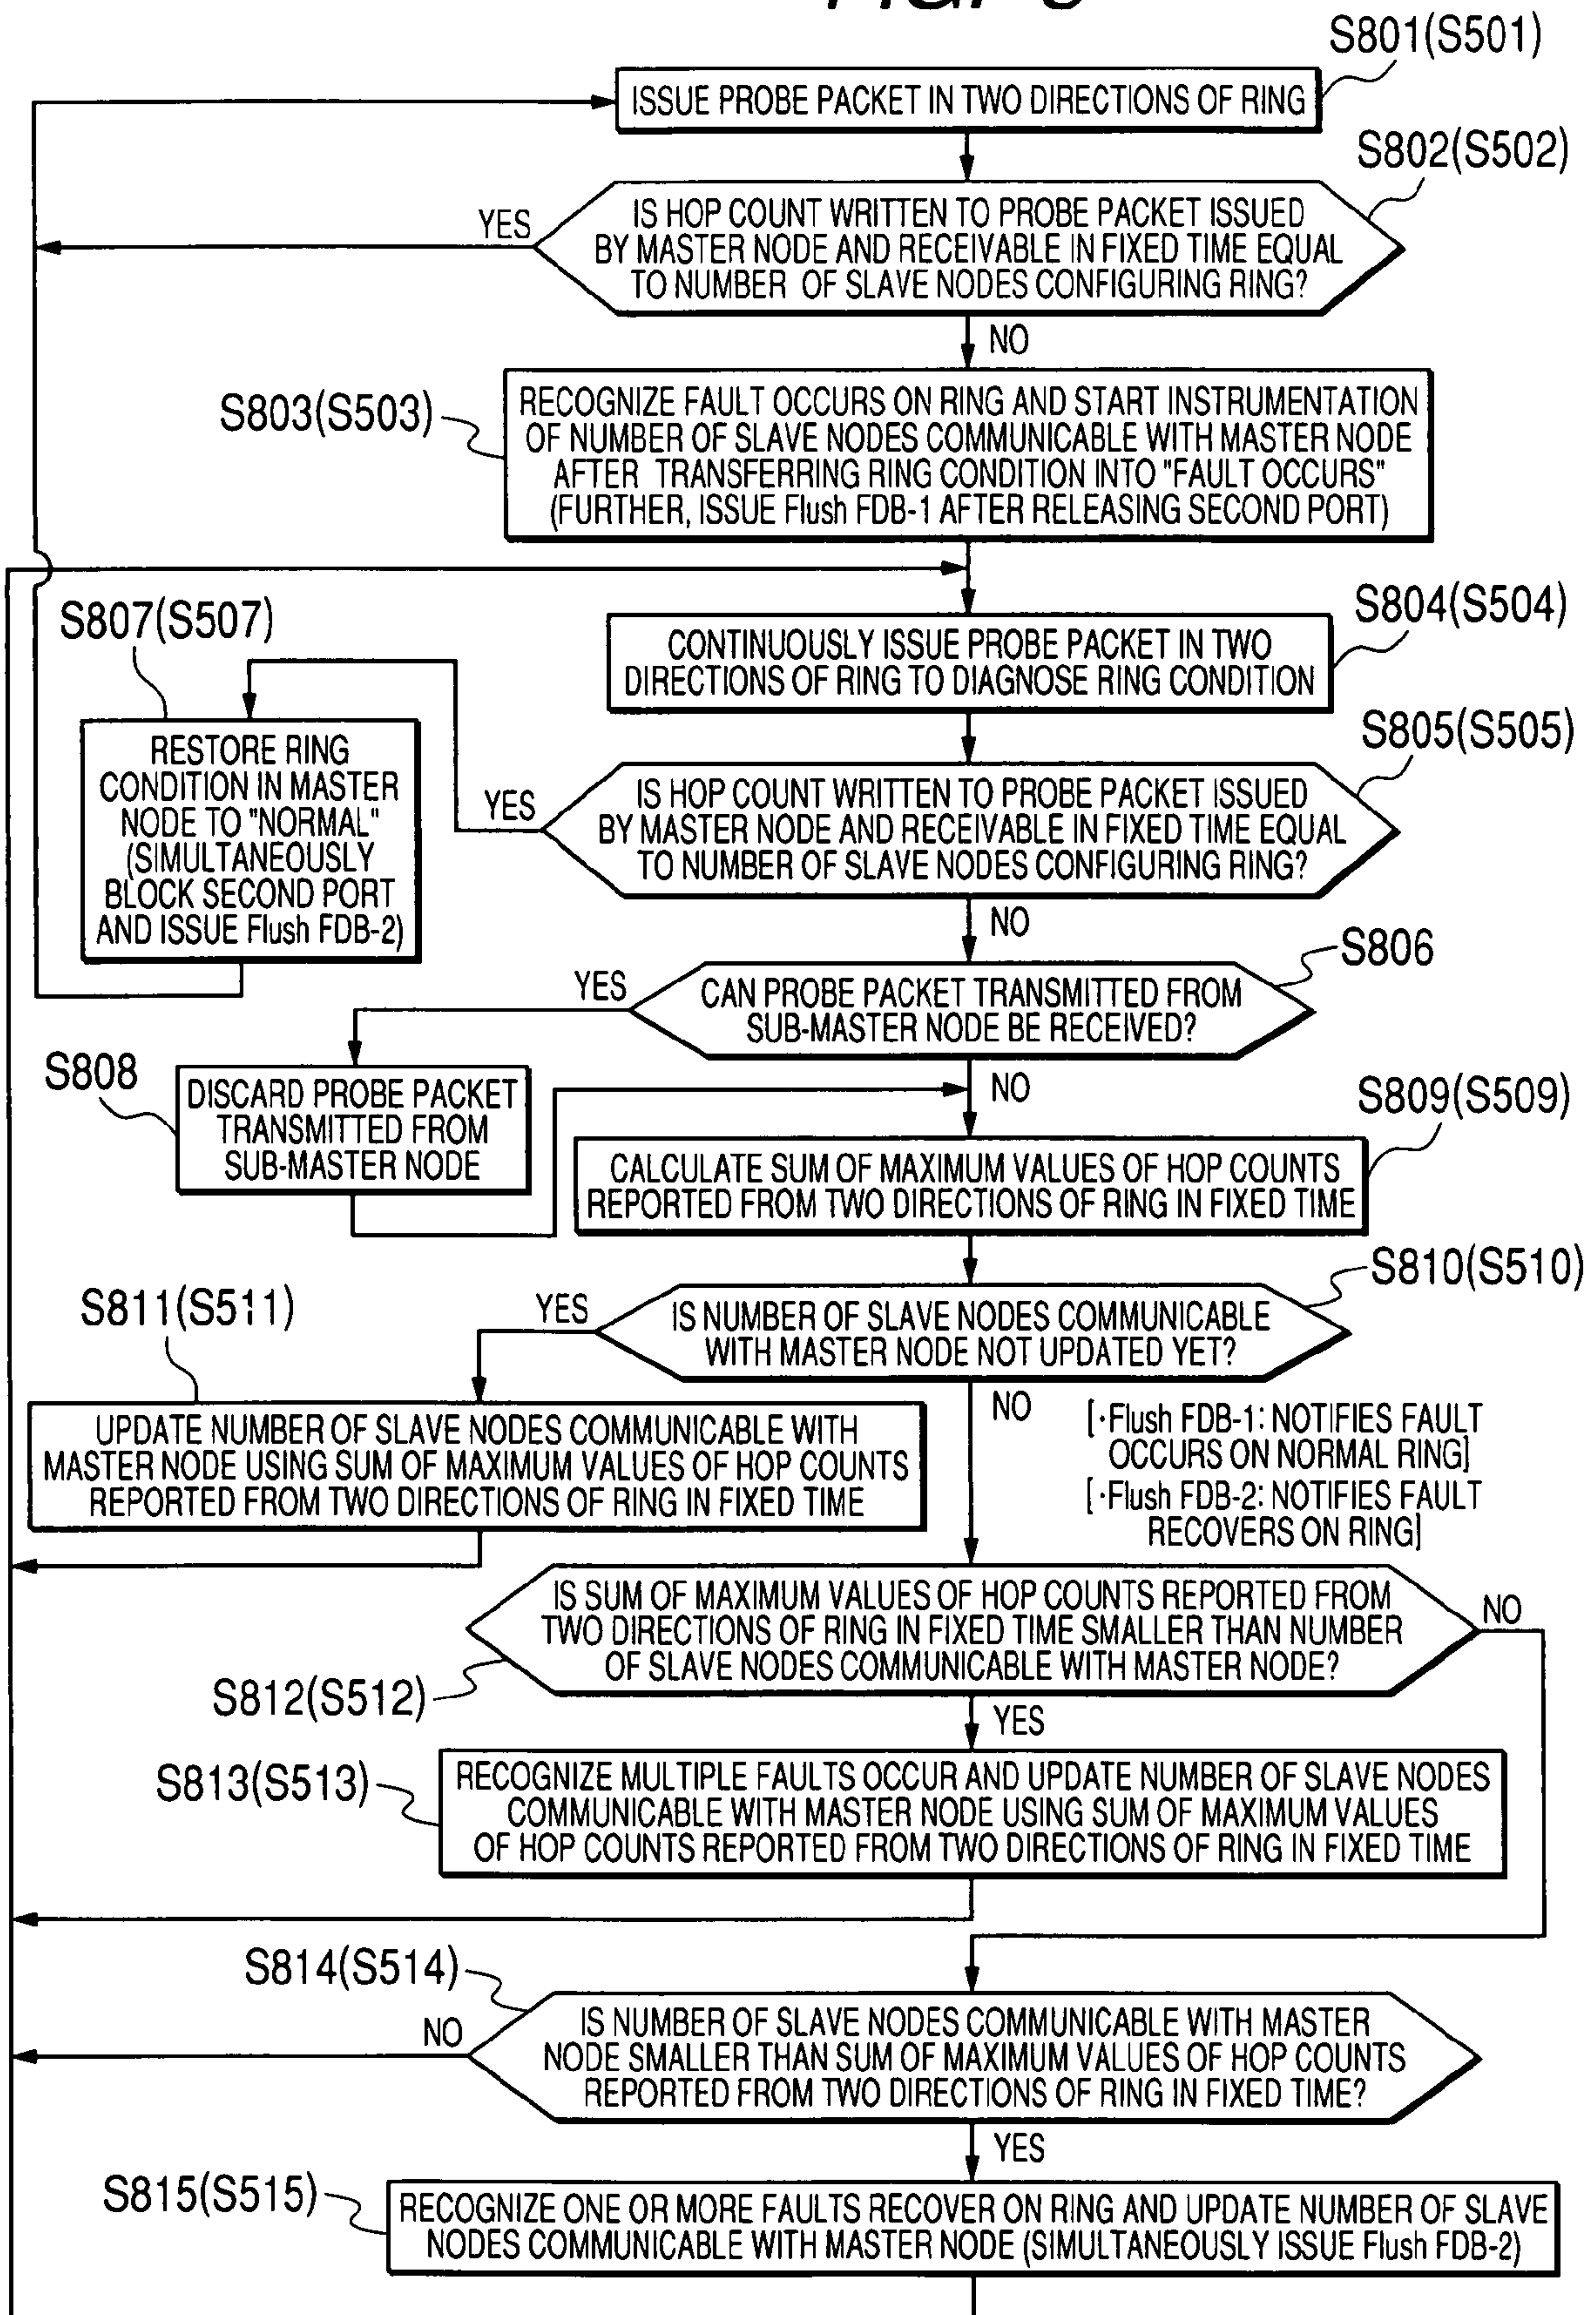 S801(S501)
ISSUE PROBE PACKET IN TWO DIRECTIONS OF RING
S802(S502)
YES
IS HOP COUNT WRITTEN TO PROBE PACKET ISSUED
BY MASTER NODE AND RECEIVABLE IN FIXED TIME EQUAL
TO NUMBER OF SLAVE NODES CONFIGURING RING?
NO
S803(S503)
RECOGNIZE FAULT OCCURS ON RING AND START INSTRUMENTATION
OF NUMBER OF SLAVE NODES COMMUNICABLE WITH MASTER NODE
AFTER TRANSFERRING RING CONDITION INTO "FAULT OCCURS"
(FURTHER, ISSUE Flush FDB-1 AFTER RELEASING SECOND PORT)
S804(S504)
CONTINUOUSLY ISSUE PROBE PACKET IN TWO
DIRECTIONS OF RING TO DIAGNOSE RING CONDITION
S807(S507)
RESTORE RING
CONDITION IN MASTER
NODE TO "NORMAL"
(SIMULTANEOUSLY
BLOCK SECOND PORT
AND ISSUE Flush FDB-2)
S805(S505)
YES
IS HOP COUNT WRITTEN TO PROBE PACKET ISSUED
BY MASTER NODE AND RECEIVABLE IN FIXED TIME EQUAL
TO NUMBER OF SLAVE NODES CONFIGURING RING?
NO
S806
YES
CAN PROBE PACKET TRANSMITTED FROM
SUB-MASTER NODE BE RECEIVED?
NO
S808
DISCARD PROBE PACKET
TRANSMITTED FROM
SUB-MASTER NODE
S809(S509)
CALCULATE SUM OF MAXIMUM VALUES OF HOP COUNTS
REPORTED FROM TWO DIRECTIONS OF RING IN FIXED TIME
S810(S510)
YES
IS NUMBER OF SLAVE NODES COMMUNICABLE
WITH MASTER NODE NOT UPDATED YET?
NO
S811(S511)
UPDATE NUMBER OF SLAVE NODES COMMUNICABLE WITH
MASTER NODE USING SUM OF MAXIMUM VALUES OF HOP COUNTS
REPORTED FROM TWO DIRECTIONS OF RING IN FIXED TIME
[·Flush FDB-1: NOTIFIES FAULT
OCCURS ON NORMAL RING]
[·Flush FDB-2: NOTIFIES FAULT
RECOVERS ON RING]
IS SUM OF MAXIMUM VALUES OF HOP COUNTS REPORTED FROM
TWO DIRECTIONS OF RING IN FIXED TIME SMALLER THAN NUMBER
OF SLAVE NODES COMMUNICABLE WITH MASTER NODE?
NO
S812(S512)
YES
S813(S513)
RECOGNIZE MULTIPLE FAULTS OCCUR AND UPDATE NUMBER OF SLAVE NODES
COMMUNICABLE WITH MASTER NODE USING SUM OF MAXIMUM VALUES
OF HOP COUNTS REPORTED FROM TWO DIRECTIONS OF RING IN FIXED TIME
S814(S514)
NO
IS NUMBER OF SLAVE NODES COMMUNICABLE WITH MASTER
NODE SMALLER THAN SUM OF MAXIMUM VALUES OF HOP COUNTS
REPORTED FROM TWO DIRECTIONS OF RING IN FIXED TIME?
YES
S815(S515)
RECOGNIZE ONE OR MORE FAULTS RECOVER ON RING AND UPDATE NUMBER OF SLAVE
NODES COMMUNICABLE WITH MASTER NODE (SIMULTANEOUSLY ISSUE Flush FDB-2)